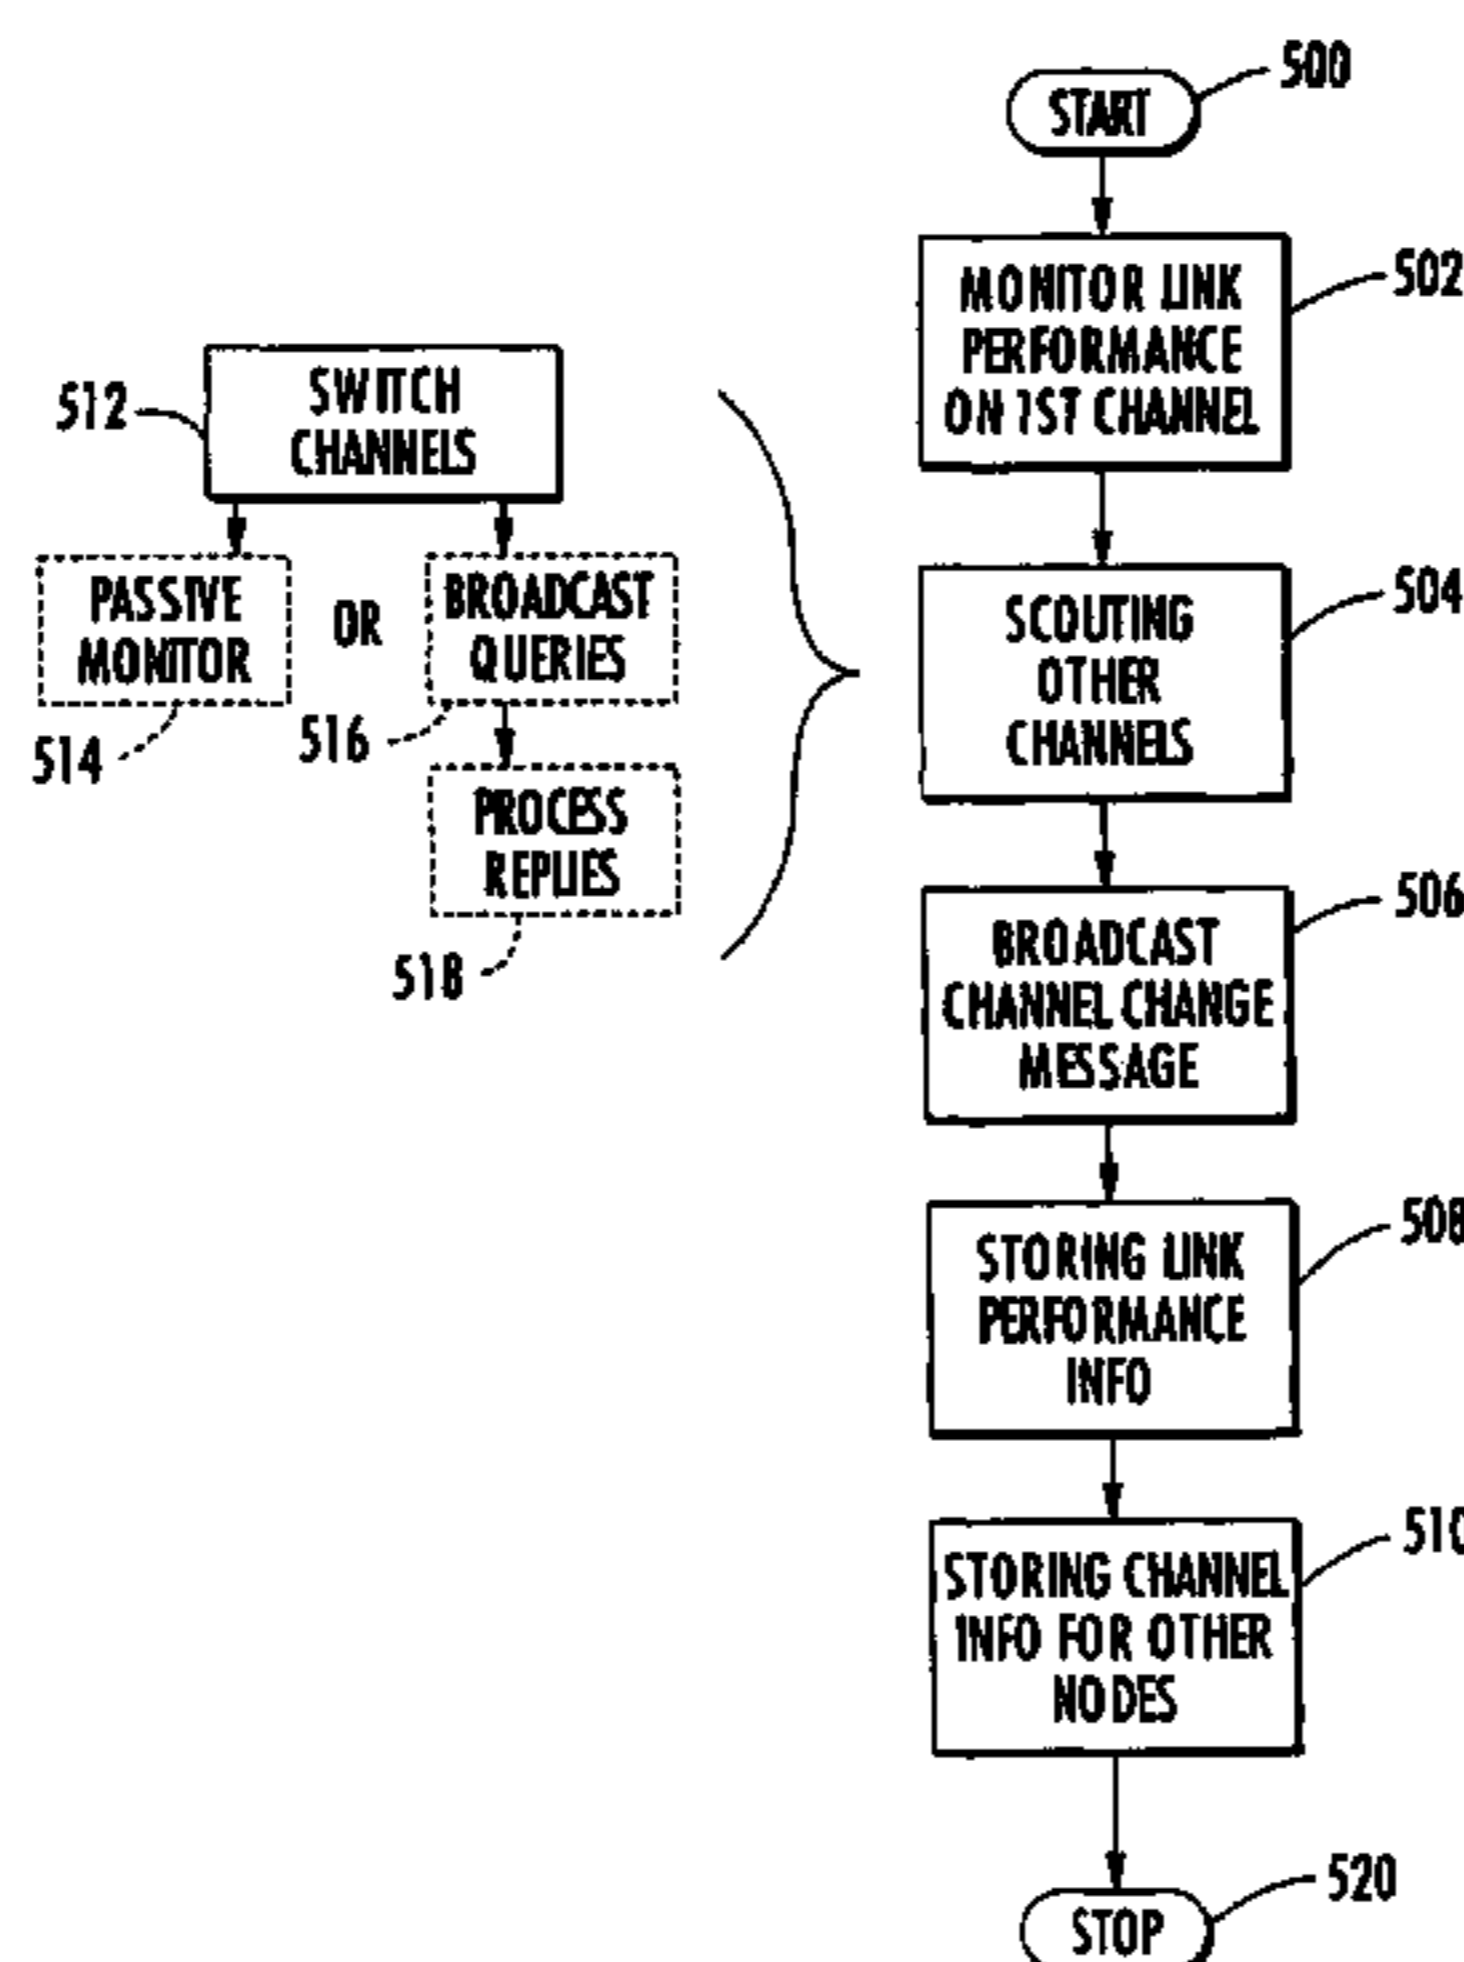 500
START
502
MONITOR LINK
PERFORMANCE
ON 1ST CHANNEL
512
SWITCH
CHANNELS
PASSIVE
MONITOR
OR
BROADCAST
QUERIES
514
516
PROCESS
REPLIES
518
504
SCOUTING
OTHER
CHANNELS
506
BROADCAST
CHANNEL CHANGE
MESSAGE
508
STORING LINK
PERFORMANCE
INFO
510
STORING CHANNEL
INFO FOR OTHER
NODES
520
STOP